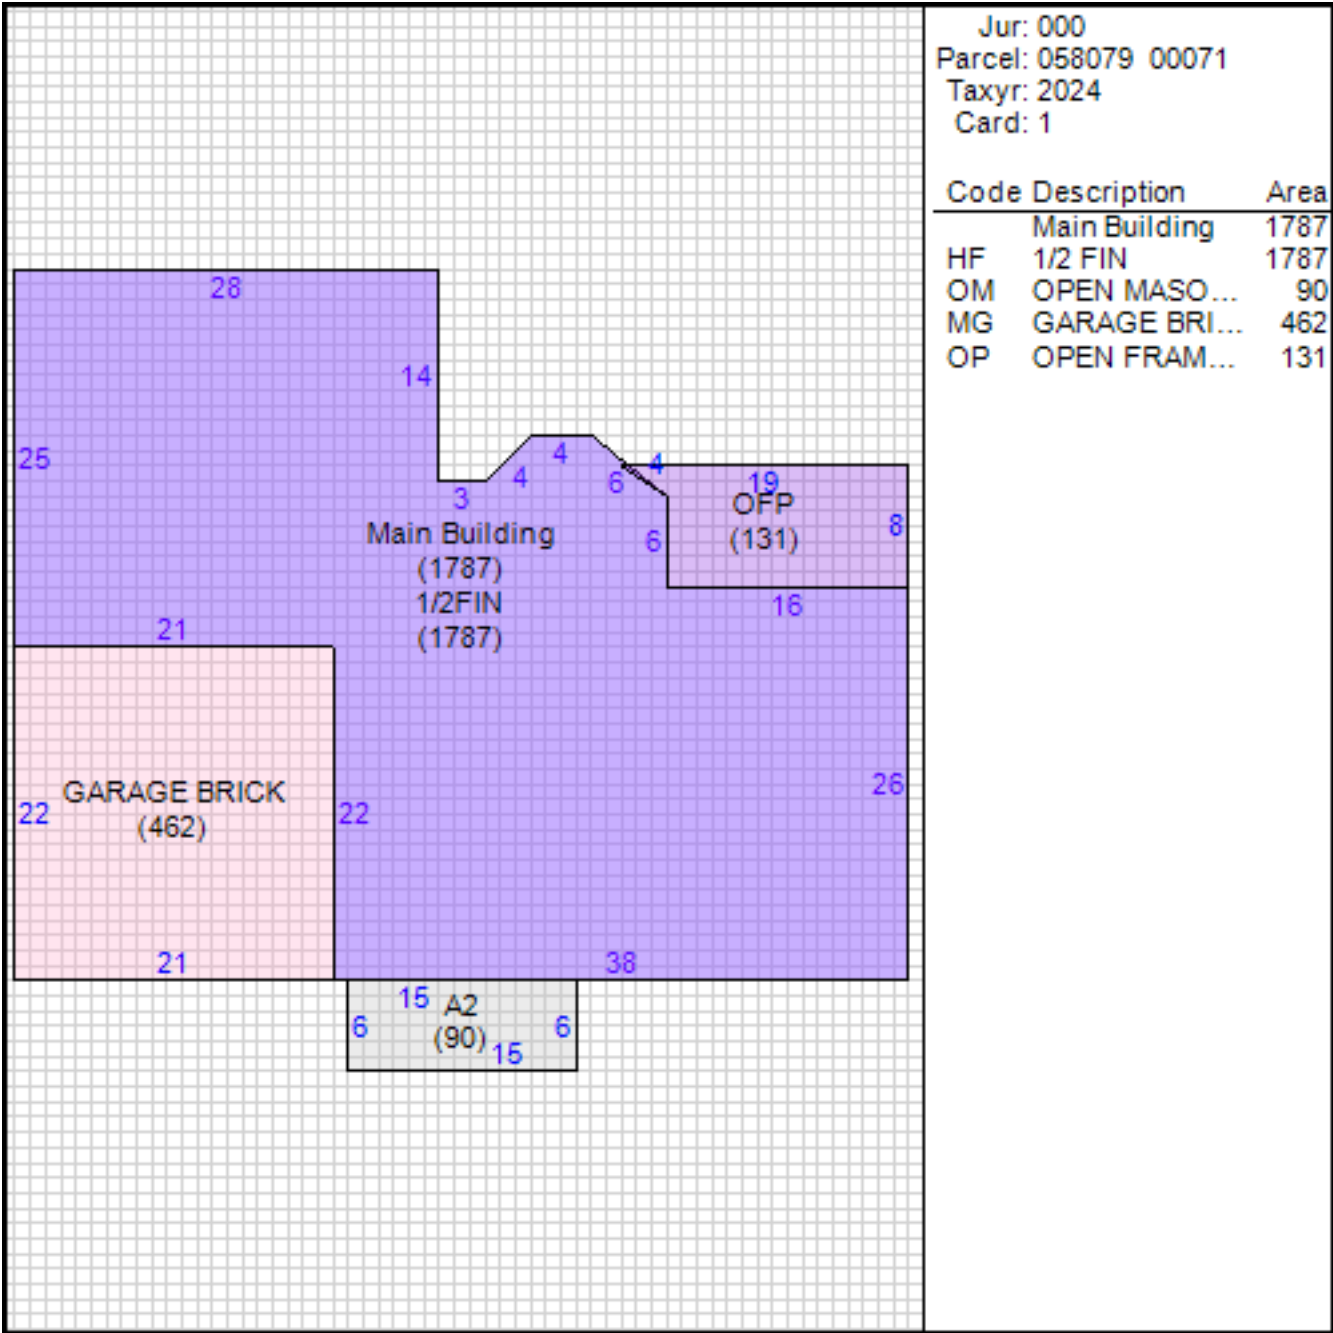 Jur: 000
Parcel: 058079 00071
Taxyr: 2024
Card: 1
Code Description Area
Main Building 1787
HF 1/2 FIN 1787
OM OPEN MASO... 90
MG GARAGE BRI... 462
OP OPEN FRAM... 131
28
14
25
4
4
3
6
4
19
OFP
(131)
8
6
16
Main Building
(1787)
1/2FIN
(1787)
21
GARAGE BRICK
(462)
22
22
26
21
38
15
A2
(90)
6
6
15